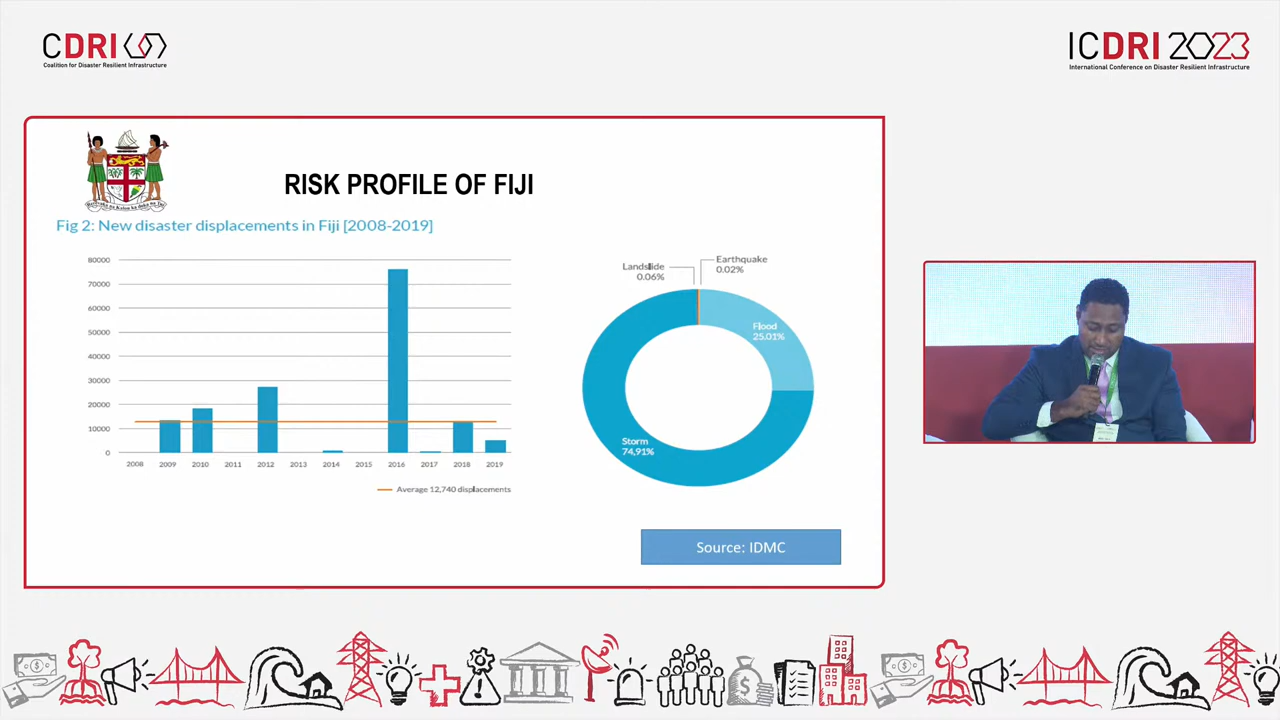 CDRI
Coalition for Disaster Resilient Infrastructure
ICDRI 2023
International Conference on Disaster Resilient Infrastructure
RISK PROFILE OF FIJI
Fig 2: New disaster displacements in Fiji [2008-2019]
80000
70000
60000
50000
40000
30000
20000
10000
0
2008 2009 2010 2011 2012 2013 2014 2015 2016 2017 2018 2019
Average 12,740 displacements
Landslide
0.06%
Earthquake
0.02%
Flood
25.01%
Storm
74,91%
Source: IDMC